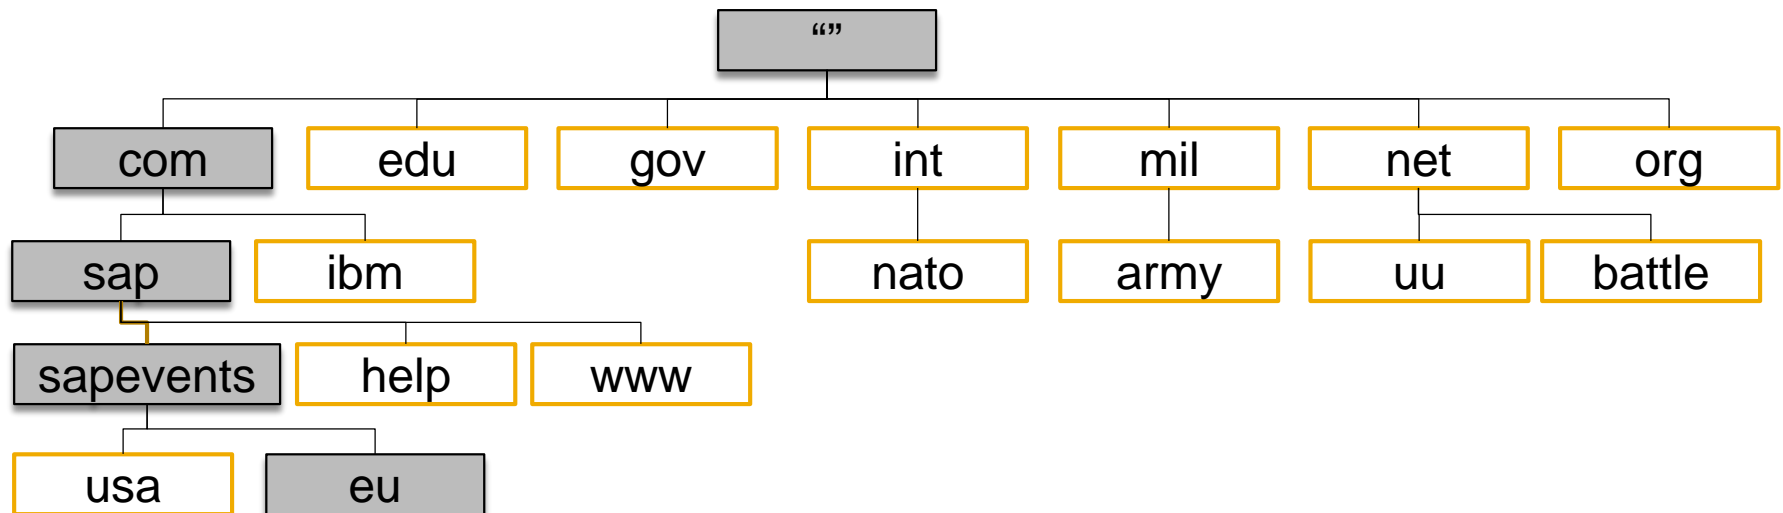 “”
com edu gov int mil net org
sap ibm nato army uu battle
sapevents help www
usa eu